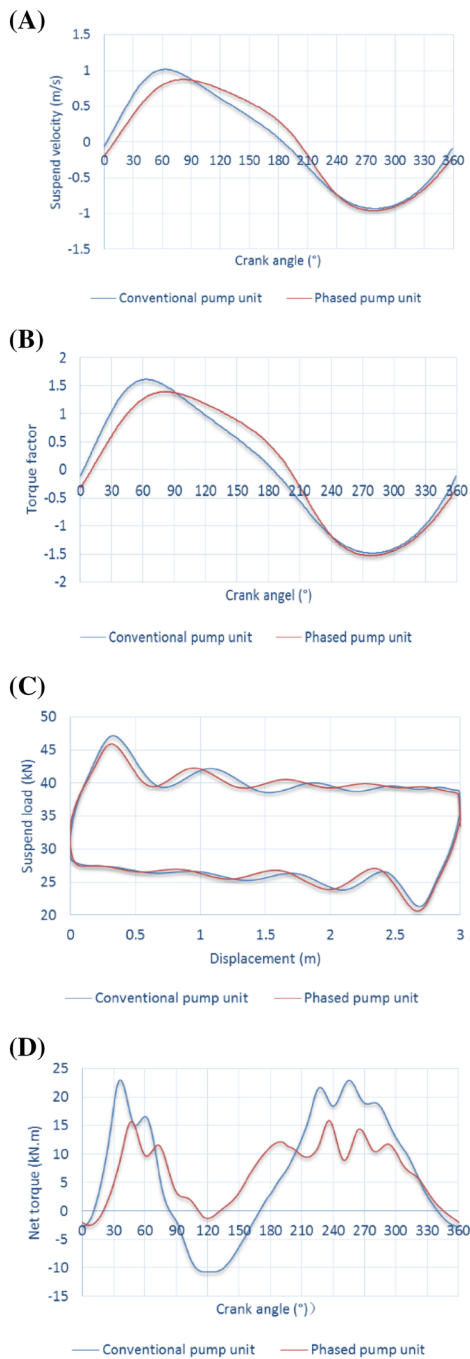 (A)
Suspend velocity (m/s)
1.5
1
0.5
0
-0.5
-1
-1.5
0 30 60 90 120 150 180 210 240 270 300 330 360
Crank angle (°)
Conventional pump unit Phased pump unit
(B)
Torque factor
2
1.5
1
0.5
0
-0.5
-1
-1.5
-2
0 30 60 90 120 150 180 210 240 270 300 330 360
Crank angel (°)
Conventional pump unit Phased pump unit
(C)
Suspend load (kN)
50
45
40
35
30
25
20
0 0.5 1 1.5 2 2.5 3
Displacement (m)
Conventional pump unit Phased pump unit
(D)
Net torque (kN.m)
25
20
15
10
5
0
-5
-10
-15
0 30 60 90 120 150 180 210 240 270 300 330 360
Crank angle (°)）
Conventional pump unit Phased pump unit